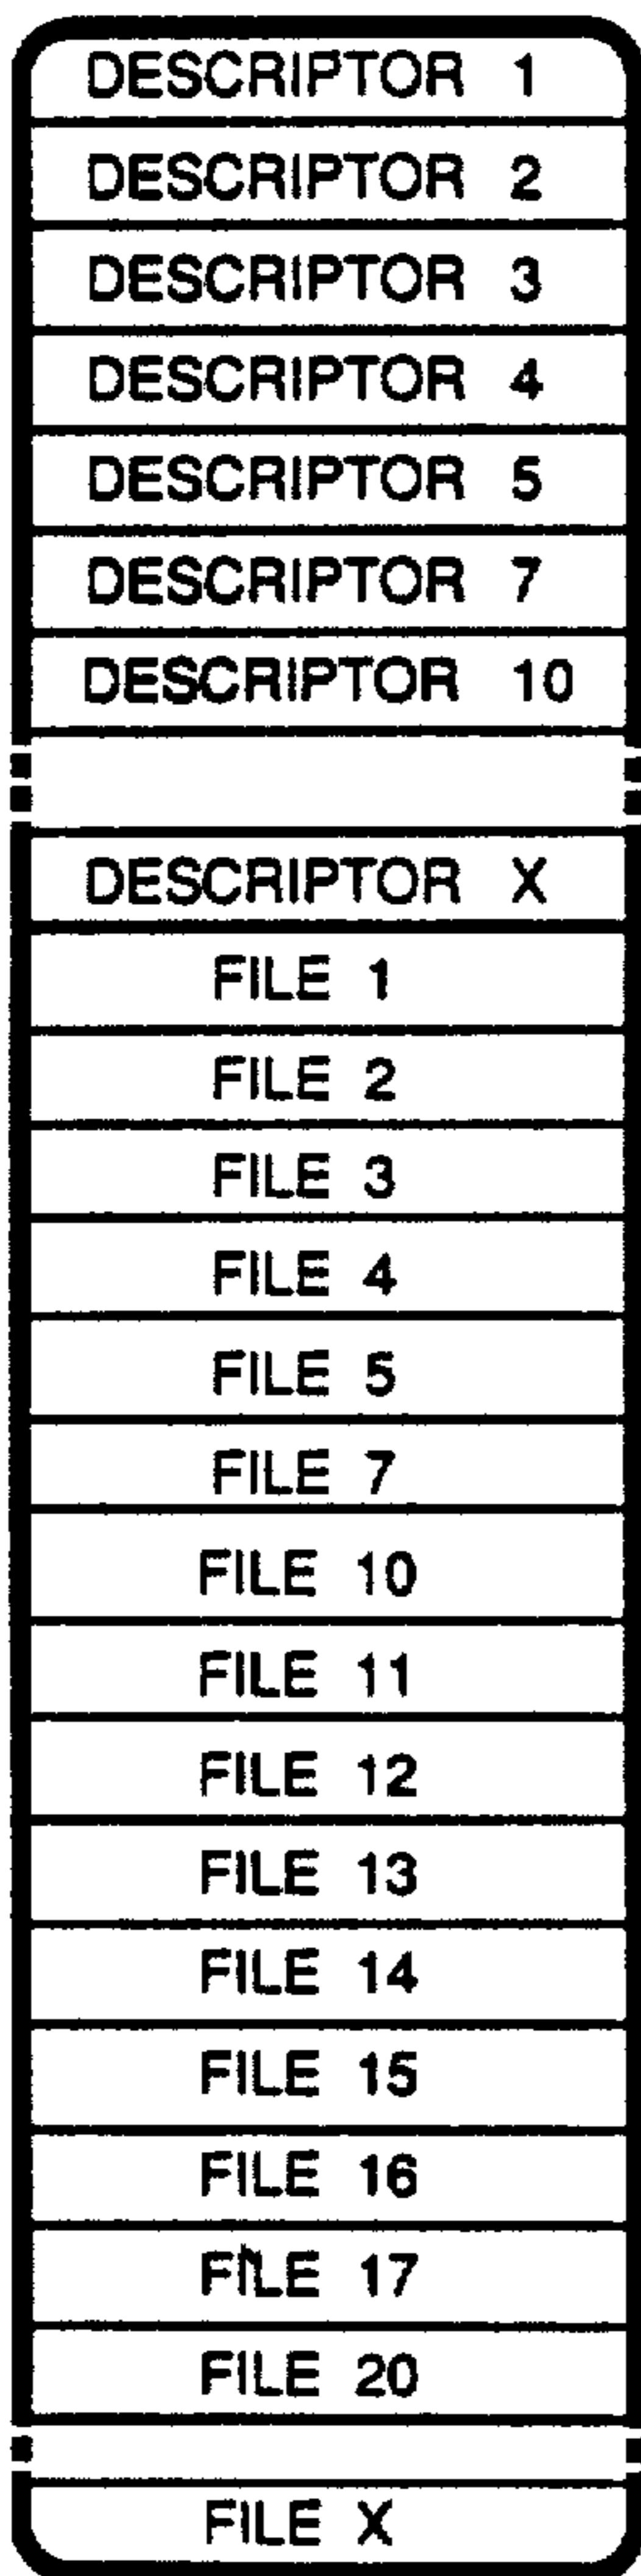 DESCRIPTOR 1
DESCRIPTOR 2
DESCRIPTOR 3
DESCRIPTOR 4
DESCRIPTOR 5
DESCRIPTOR 7
DESCRIPTOR 10
DESCRIPTOR X
FILE 1
FILE 2
FILE 3
FILE 4
FILE 5
FILE 7
FILE 10
FILE 11
FILE 12
FILE 13
FILE 14
FILE 15
FILE 16
FILE 17
FILE 20
FILE X